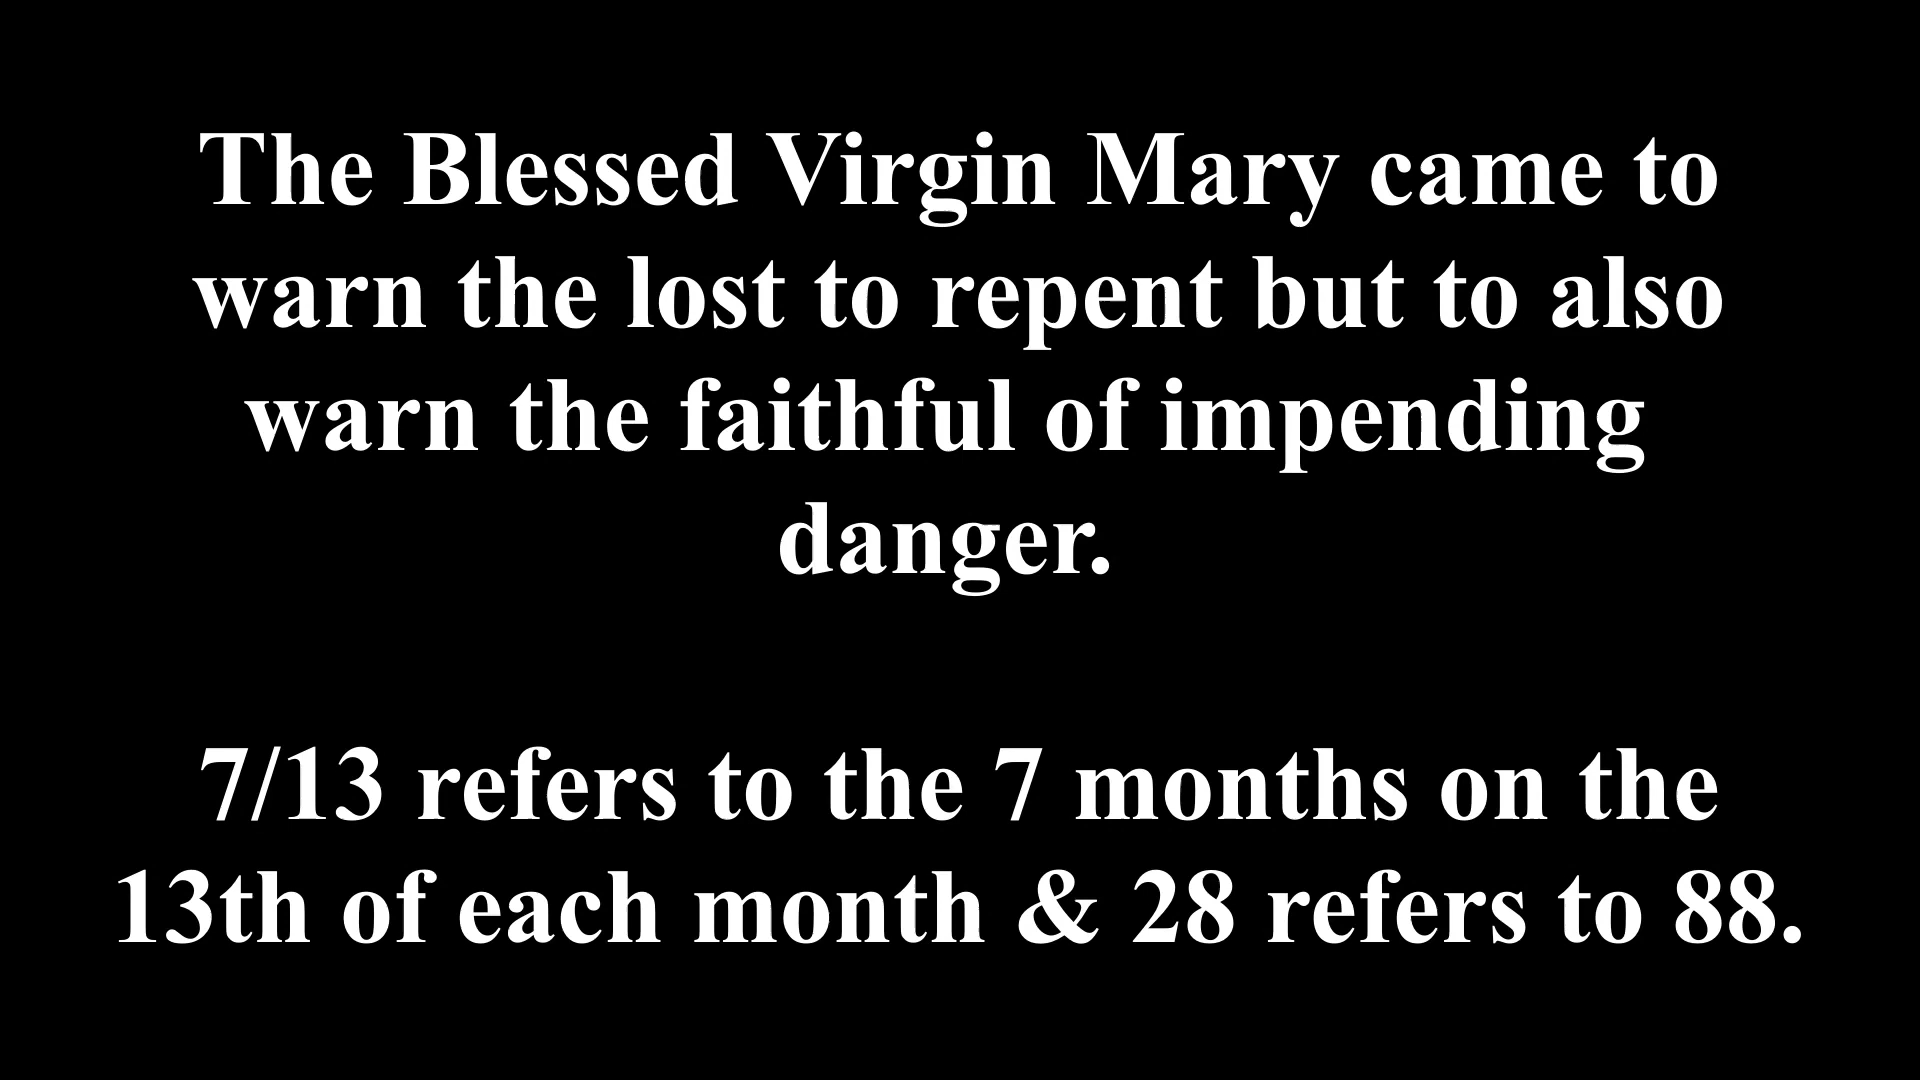 The Blessed Virgin Mary came to
warn the lost to repent but to also
warn the faithful of impending
danger.
7/13 refers to the 7 months on the
13th of each month & 28 refers to 88.